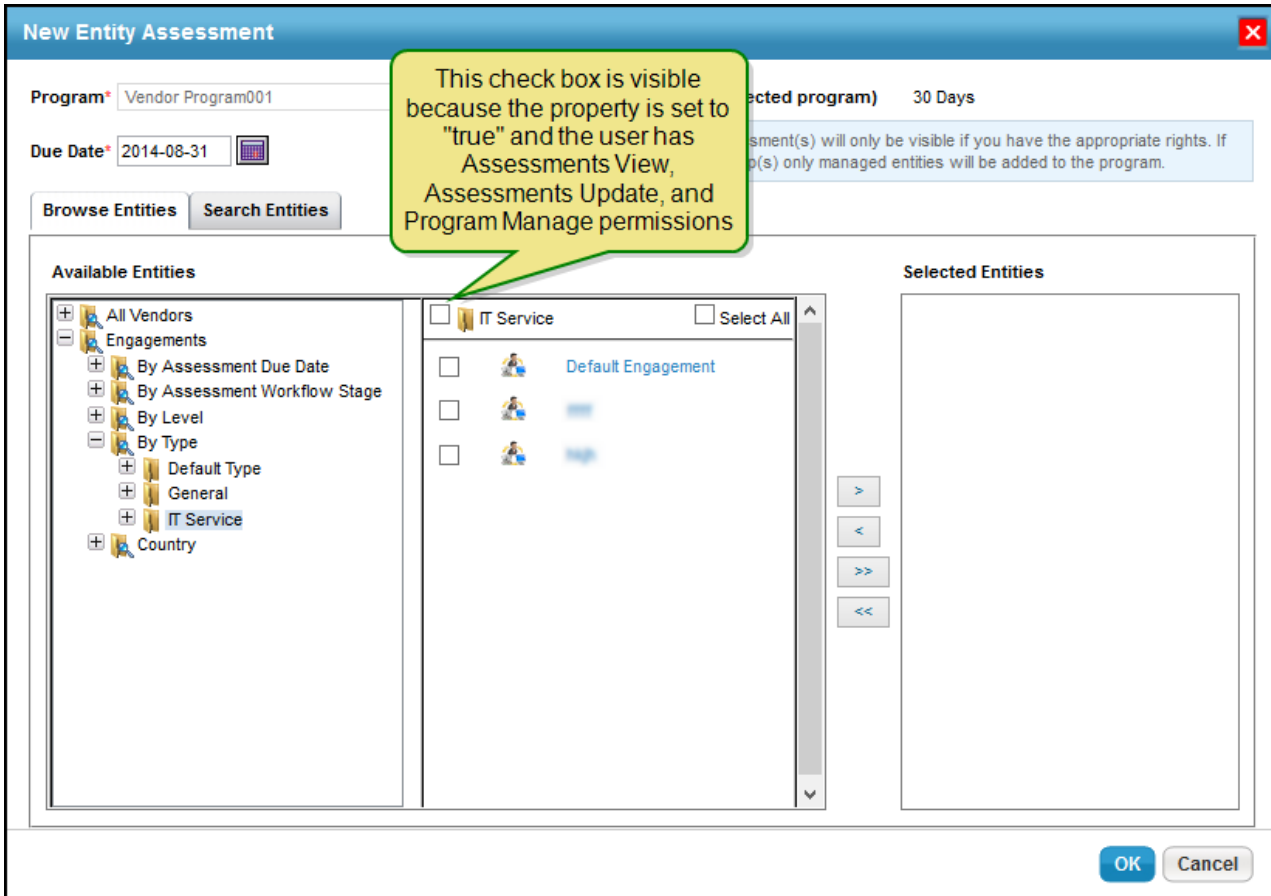 New Entity Assessment
Program* Vendor Program001
ected program) 30 Days
This check box is visible
because the property is set to
"true" and the user has
Assessments View,
Assessments Update, and
Program Manage permissions
Due Date* 2014-08-31
sment(s) will only be visible if you have the appropriate rights. If
p(s) only managed entities will be added to the program.
Browse Entities
Search Entities
Available Entities
Selected Entities
All Vendors
Engagements
By Assessment Due Date
By Assessment Workflow Stage
By Level
By Type
Default Type
General
IT Service
Country
IT Service
Select All
Default Engagement
>
<
>>
<<
OK
Cancel